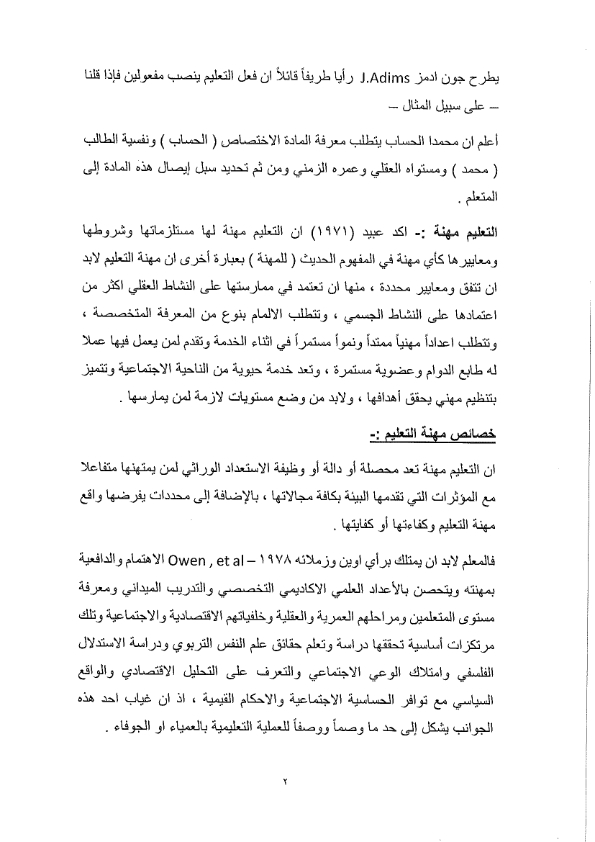 يطرح جون ادمز J.Adims رأيا طريفاً قائلاً ان فعل التعليم ينصب مفعولين فإذا قلنا
– على سبيل المثال –
أعلم ان محمدا الحساب يتطلب معرفة المادة الاختصاص ( الحساب ) ونفسية الطالب
( محمد ) ومستواه العقلي وعمره الزمني ومن ثم تحديد سبل إيصال هذه المادة إلى
المتعلم .
التعليم مهنة :- اكد عبيد (١٩٧١) ان التعليم مهنة لها مستلزماتها وشروطها
ومعاييرها كأي مهنة في المفهوم الحديث ( للمهنة ) بعبارة أخرى ان مهنة التعليم لابد
ان تتفق ومعايير محددة ، منها ان تعتمد في ممارستها على النشاط العقلي اكثر من
اعتمادها على النشاط الجسمي ، وتتطلب الالمام بنوع من المعرفة المتخصصة ،
وتتطلب اعداداً مهنياً ممتداً ونمواً مستمراً في اثناء الخدمة وتقدم لمن يعمل فيها عملا
له طابع الدوام وعضوية مستمرة ، وتعد خدمة حيوية من الناحية الاجتماعية وتتميز
بتنظيم مهني يحقق أهدافها ، ولابد من وضع مستويات لازمة لمن يمارسها .
خصائص مهنة التعليم :-
ان التعليم مهنة تعد محصلة أو دالة أو وظيفة الاستعداد الوراثي لمن يمتهنها متفاعلا
مع المؤثرات التي تقدمها البيئة بكافة مجالاتها ، بالإضافة إلى محددات يفرضها واقع
مهنة التعليم وكفاءتها أو كفايتها .
فالمعلم لابد ان يمتلك برأي اوين وزملائه ١٩٧٨ – Owen , et al الاهتمام والدافعية
بمهنته ويتحصن بالأعداد العلمي الاكاديمي التخصصي والتدريب الميداني ومعرفة
مستوى المتعلمين ومراحلهم العمرية والعقلية وخلفياتهم الاقتصادية والاجتماعية وتلك
مرتكزات أساسية تحققها دراسة وتعلم حقائق علم النفس التربوي ودراسة الاستدلال
الفلسفي وامتلاك الوعي الاجتماعي والتعرف على التحليل الاقتصادي والواقع
السياسي مع توافر الحساسية الاجتماعية والاحكام القيمية ، اذ ان غياب احد هذه
الجوانب يشكل إلى حد ما وصماً ووصفاً للعملية التعليمية بالعمياء او الجوفاء .
٢